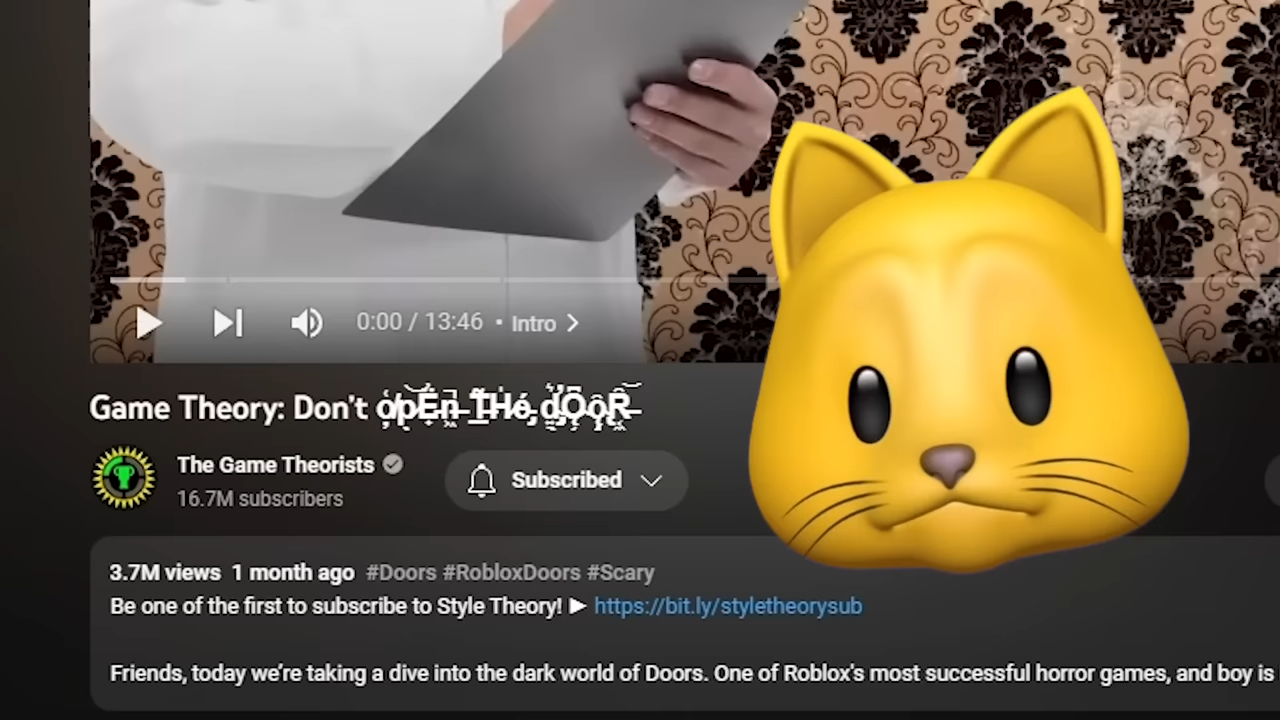 0:00 / 13:46 • Intro
Game Theory: Don't opEn THe dOoR
The Game Theorists
16.7M subscribers
Subscribed
3.7M views 1 month ago #Doors #RobloxDoors #Scary
Be one of the first to subscribe to Style Theory! ▶ https://bit.ly/styletheorysub
Friends, today we're taking a dive into the dark world of Doors. One of Roblox's most successful horror games, and boy is